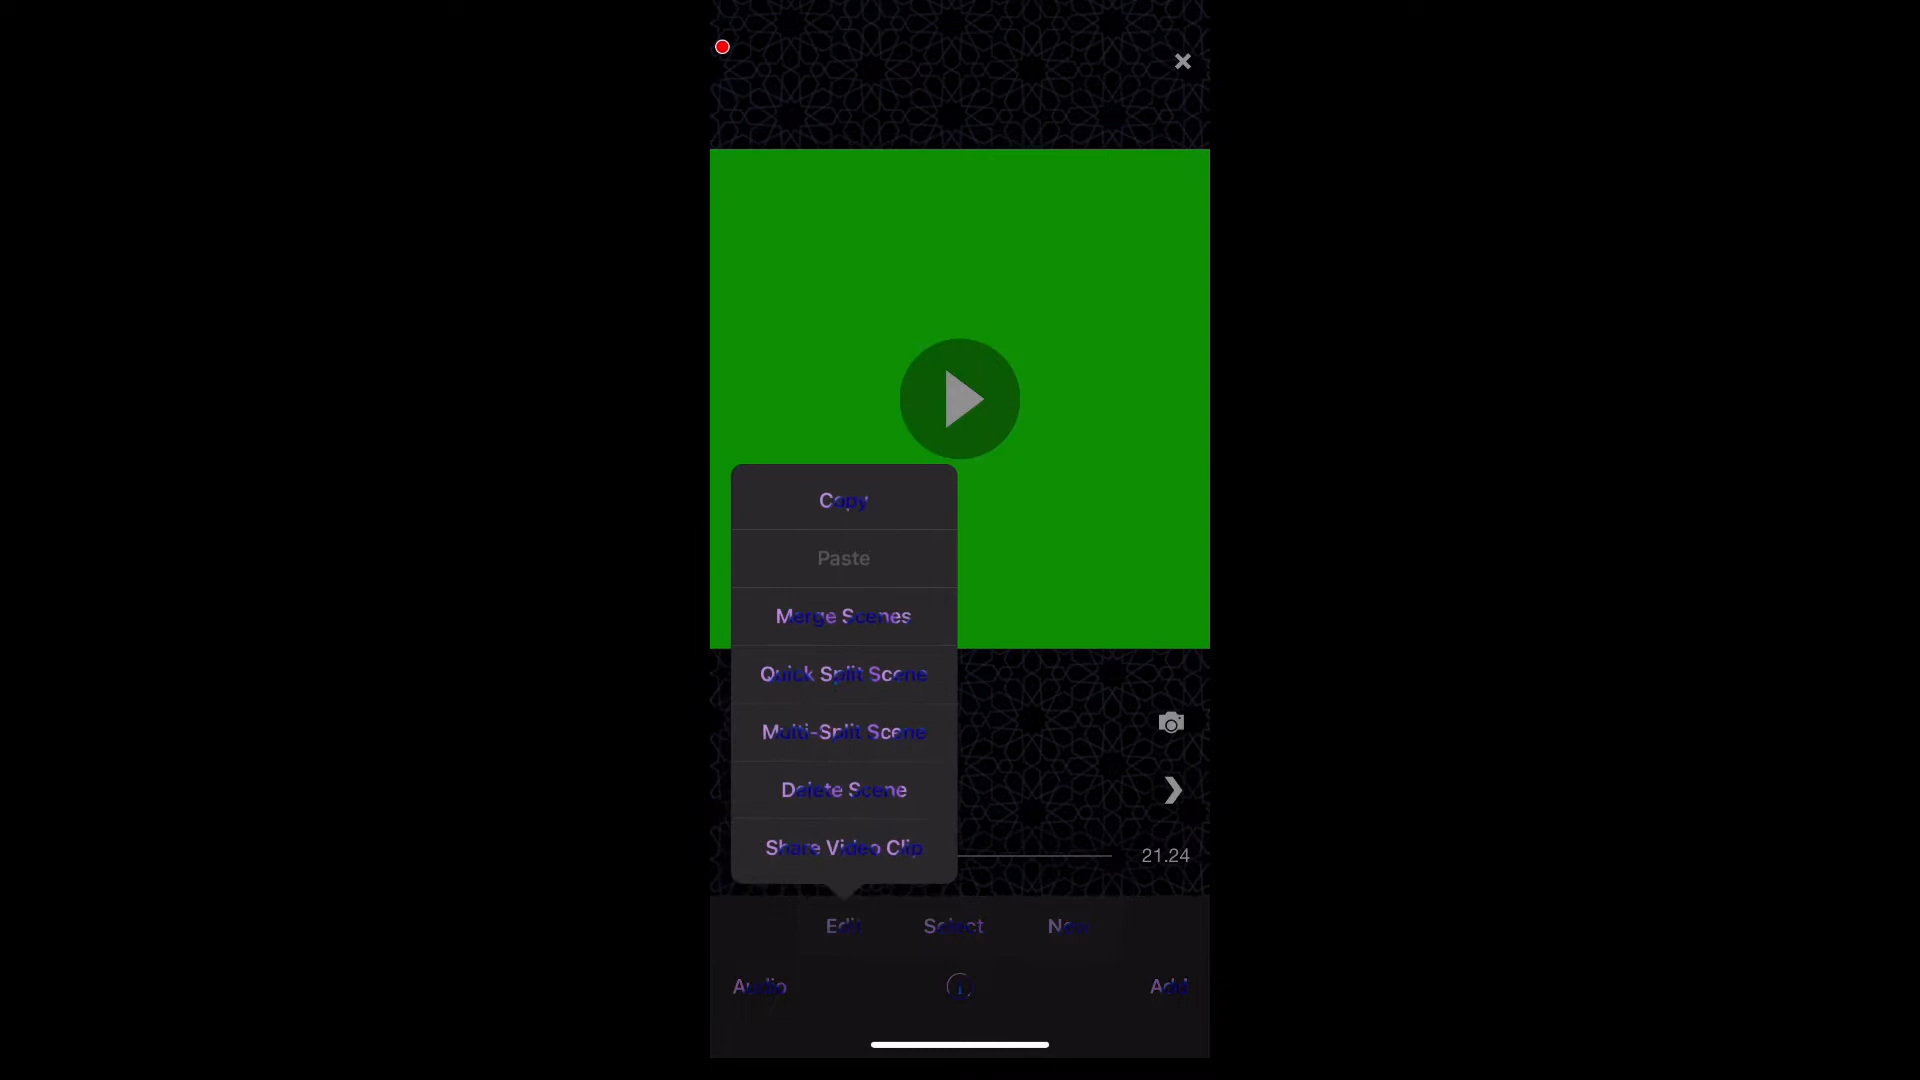 Copy
Paste
Merge Scenes
Quick Split Scene
Multi-Split Scene
Delete Scene
Share Video Clip
21.24
Edit
Select
New
Audio
Add